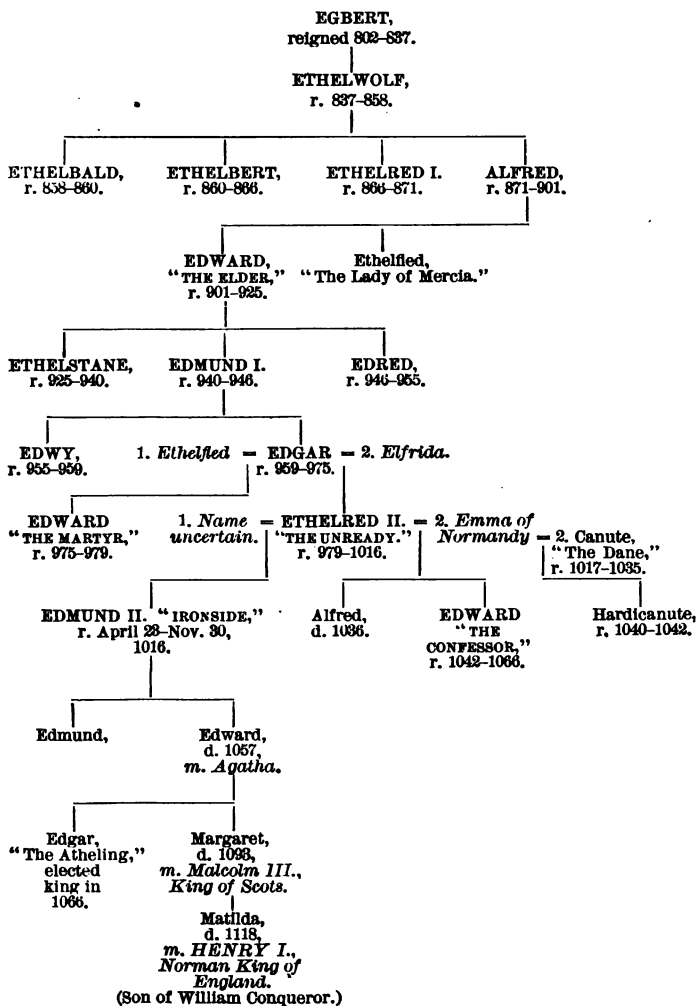 EGBERT,
reigned 802–837.
ETHELWOLF,
r. 837–858.
ETHELBALD, ETHELBERT, ETHELRED I. ALFRED,
r. 858–860. r. 860–866. r. 866–871. r. 871–901.
EDWARD, Ethelfled,
"THE ELDER," "The Lady of Mercia."
r. 901–925.
ETHELSTANE, EDMUND I. EDRED,
r. 925–940. r. 940–946. r. 946–955.
EDWY, 1. Ethelfled = EDGAR = 2. Elfrida.
r. 955–959. r. 959–975.
EDWARD 1. Name = ETHELRED II. = 2. Emma of
"THE MARTYR," uncertain. "THE UNREADY." Normandy = 2. Canute,
r. 975–979. r. 979–1016. "The Dane,"
r. 1017–1035.
EDMUND II. "IRONSIDE," Alfred, EDWARD Hardicanute,
r. April 23–Nov. 30, d. 1036. "THE r. 1040–1042.
1016. CONFESSOR,"
r. 1042–1066.
Edmund, Edward,
d. 1057,
m. Agatha.
Edgar, Margaret,
"The Atheling," d. 1093,
elected m. Malcolm III.,
king in King of Scots.
1066.
Matilda,
d. 1118,
m. HENRY I.,
Norman King of
England.
(Son of William Conqueror.)